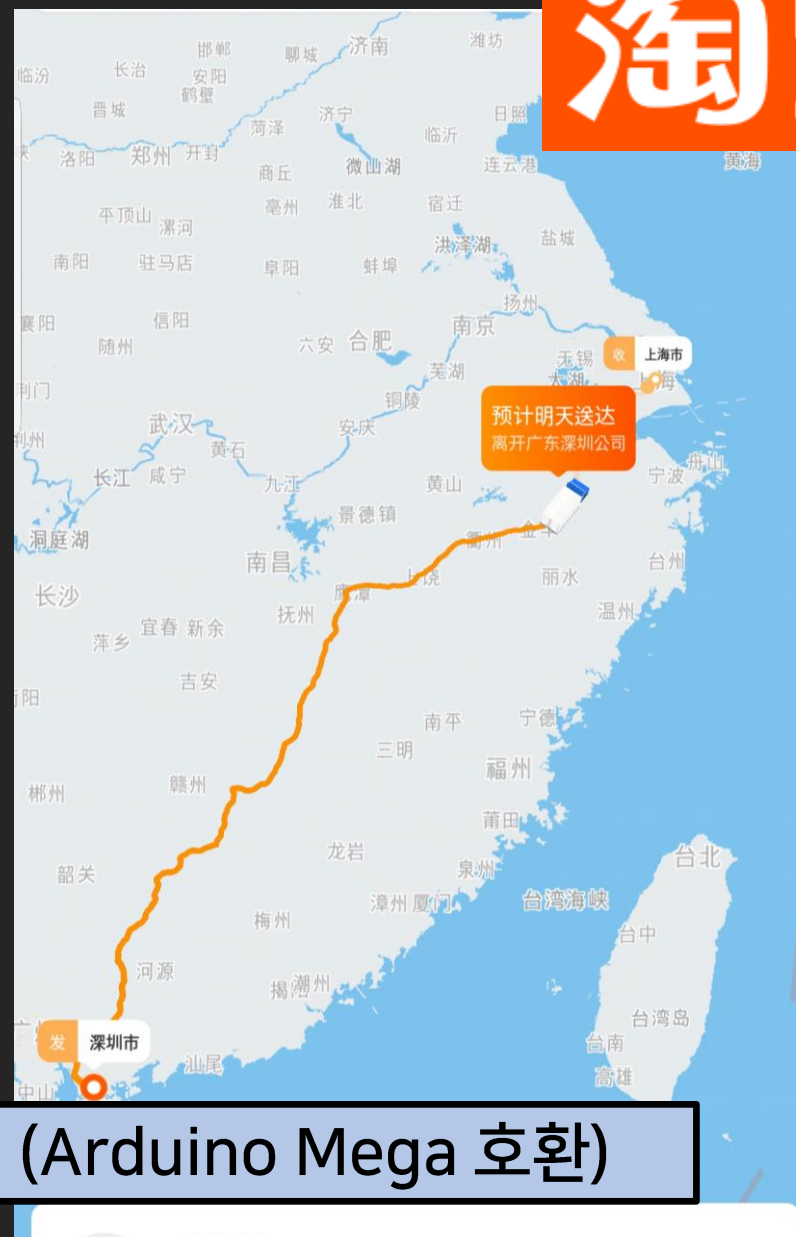 淘
济南
潍坊
邯郸
聊城
长治
安阳
临汾
鹤壁
晋城
济宁
日照
菏泽
临沂
洛阳
郑州
开封
商丘
微山湖
连云港
黄海
亳州
淮北
宿迁
平顶山
漯河
洪泽湖
盐城
南阳
驻马店
阜阳
蚌埠
扬州
襄阳
信阳
南京
随州
六安
合肥
无锡
收
上海市
芜湖
太湖
上海
荆门
铜陵
预计明天送达
离开广东深圳公司
荆州
武汉
安庆
黄石
长江
咸宁
九江
黄山
宁波
舟山
景德镇
洞庭湖
衢州
金华
南昌
台州
上饶
丽水
长沙
鹰潭
抚州
温州
宜春
新余
萍乡
吉安
南平
宁德
三明
福州
赣州
郴州
莆田
龙岩
台北
泉州
韶关
漳州
厦门
台湾海峡
梅州
台中
河源
潮州
台湾岛
发
深圳市
台南
汕尾
高雄
中山
(Arduino Mega 호환)